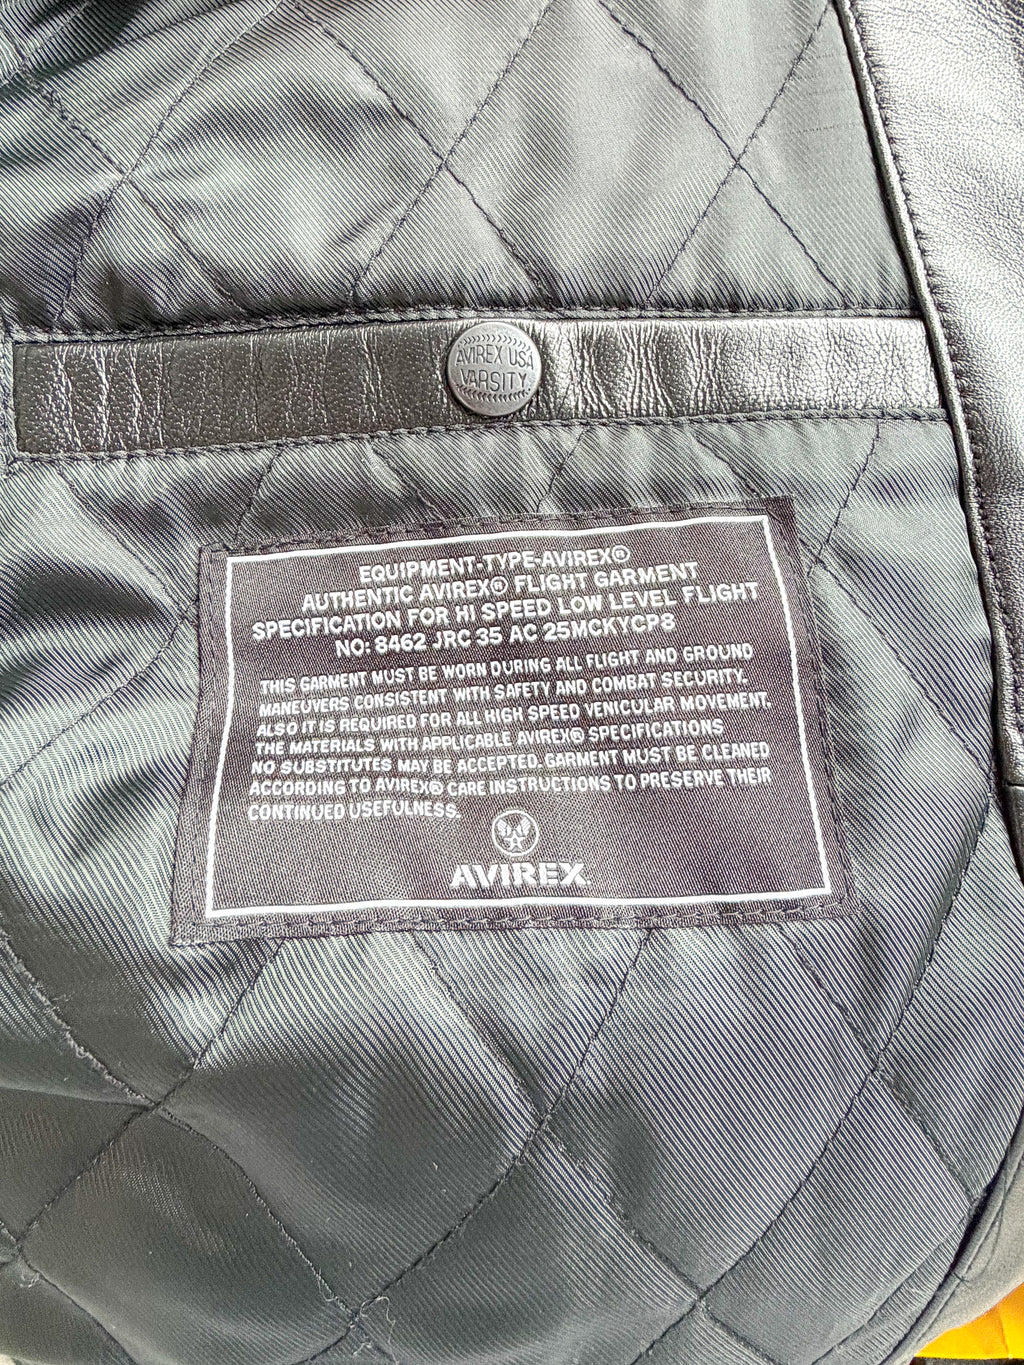 AVIREX USA
VARSITY
EQUIPMENT-TYPE-AVIREX®
AUTHENTIC AVIREX® FLIGHT GARMENT
SPECIFICATION FOR HI SPEED LOW LEVEL FLIGHT
NO: 8462 JRC 35 AC 25MCKYCP8
THIS GARMENT MUST BE WORN DURING ALL FLIGHT AND GROUND
MANEUVERS CONSISTENT WITH SAFETY AND COMBAT SECURITY.
ALSO IT IS REQUIRED FOR ALL HIGH SPEED VENICULAR MOVEMENT.
THE MATERIALS WITH APPLICABLE AVIREX® SPECIFICATIONS
NO SUBSTITUTES MAY BE ACCEPTED. GARMENT MUST BE CLEANED
ACCORDING TO AVIREX® CARE INSTRUCTIONS TO PRESERVE THEIR
CONTINUED USEFULNESS.
AVIREX